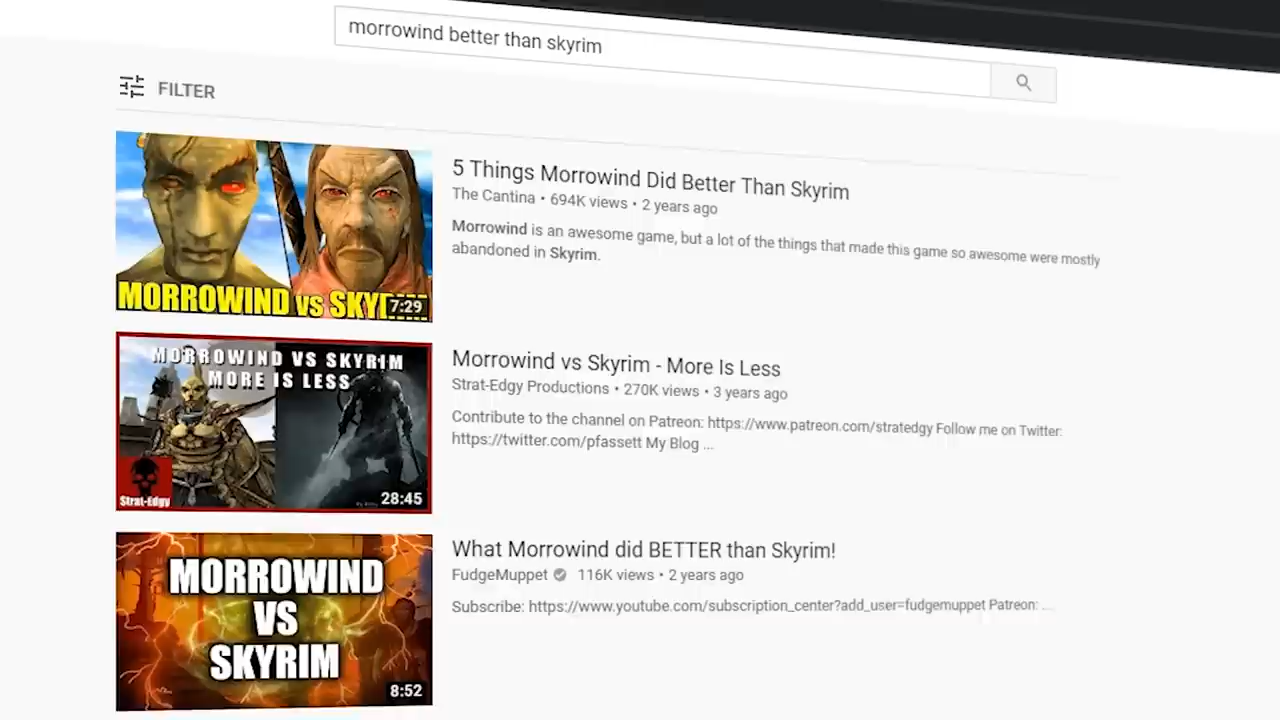 morrowind better than skyrim
FILTER
MORROWIND VS SKY
7:29
5 Things Morrowind Did Better Than Skyrim
The Cantina • 694K views • 2 years ago
Morrowind is an awesome game, but a lot of the things that made this game so awesome were mostly
abandoned in Skyrim.
MORROWIND VS SKYRIM
MORE IS LESS
Strat-Edgy
28:45
Morrowind vs Skyrim - More Is Less
Strat-Edgy Productions • 270K views • 3 years ago
Contribute to the channel on Patreon: https://www.patreon.com/stratedgy Follow me on Twitter:
https://twitter.com/pfassett My Blog ...
MORROWIND
VS
SKYRIM
8:52
What Morrowind did BETTER than Skyrim!
FudgeMuppet 116K views • 2 years ago
Subscribe: https://www.youtube.com/subscription_center?add_user=fudgemuppet Patreon: ...